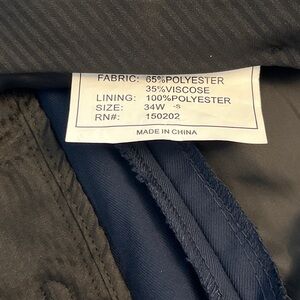 FABRIC: 65%POLYESTER
35%VISCOSE
LINING: 100%POLYESTER
SIZE: 34W -S
RN#: 150202
MADE IN CHINA